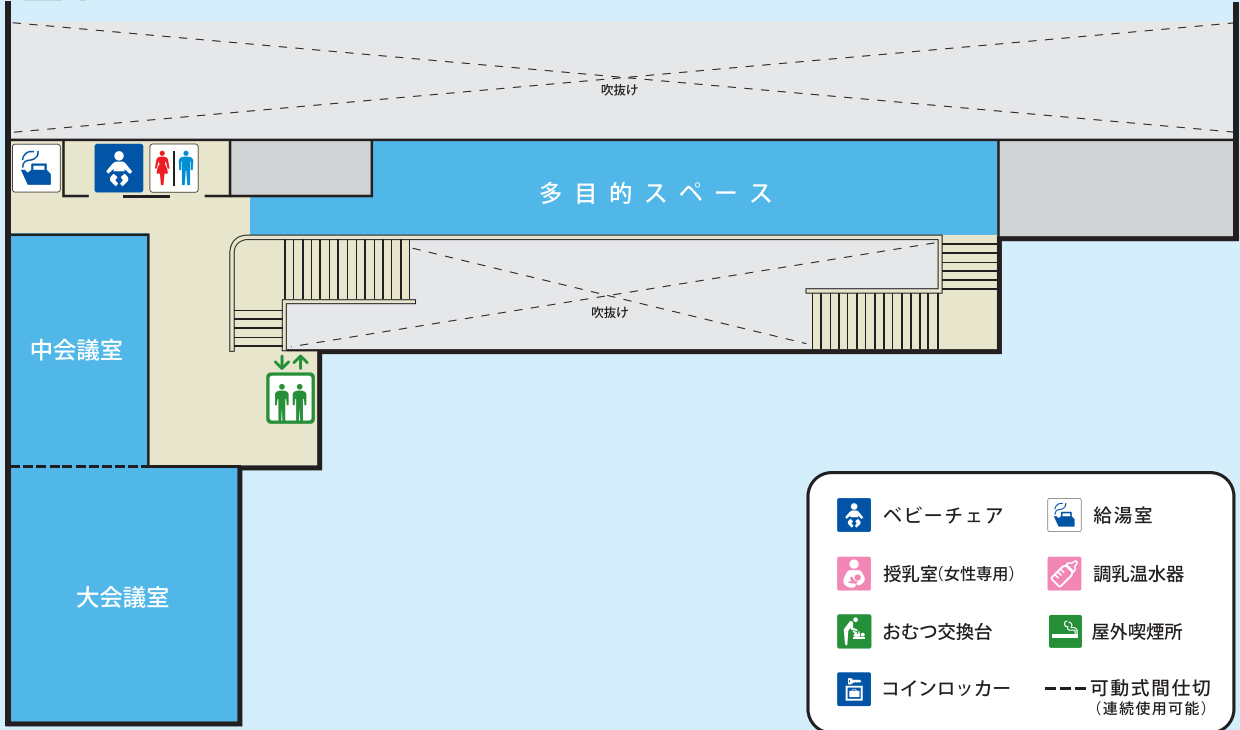 吹抜け
多目的スペース
吹抜け
中会議室
大会議室
ベビーチェア
給湯室
授乳室(女性専用)
調乳温水器
おむつ交換台
屋外喫煙所
コインロッカー
可動式間仕切
(連続使用可能)